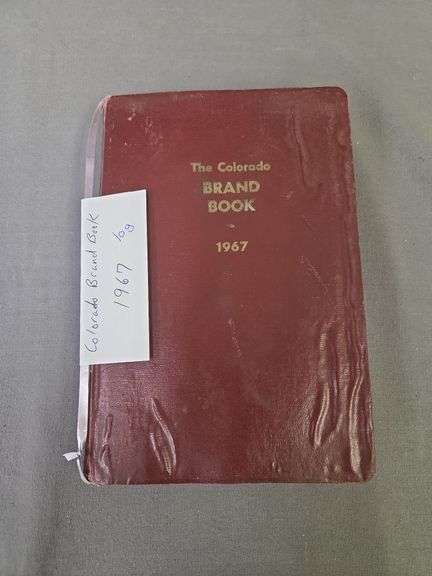 The Colorado
BRAND
BOOK
1967
Colorado Brand Book
1967